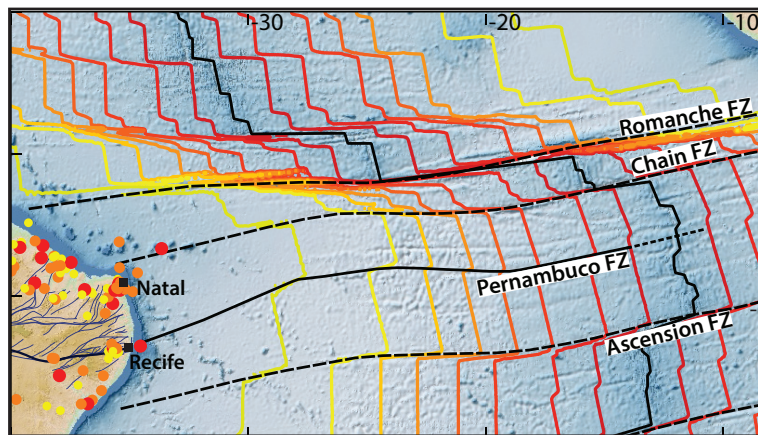 -30
-20
-10
Romanche FZ
Chain FZ
Pernambuco FZ
Natal
Ascension FZ
Recife